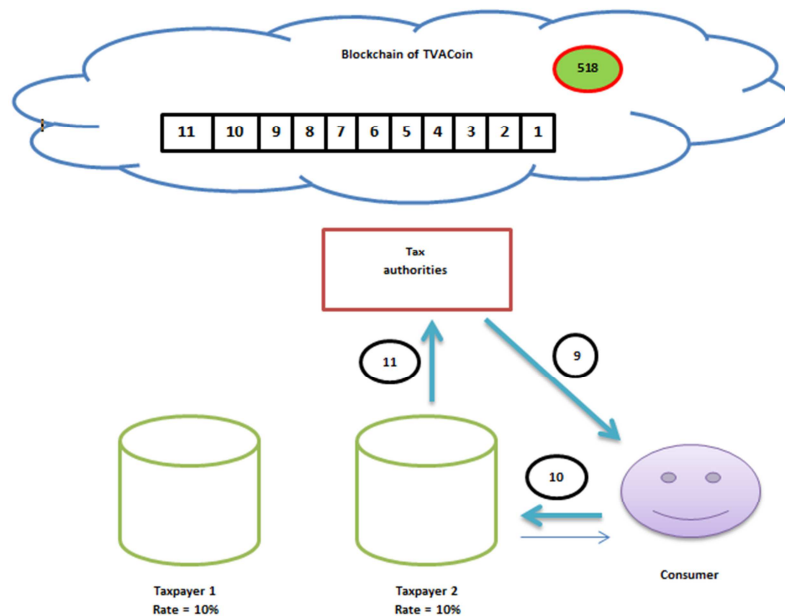 Blockchain of TVACoin
518
11 10 9 8 7 6 5 4 3 2 1
Tax
authorities
11
9
10
Taxpayer 1
Rate = 10%
Taxpayer 2
Rate = 10%
Consumer